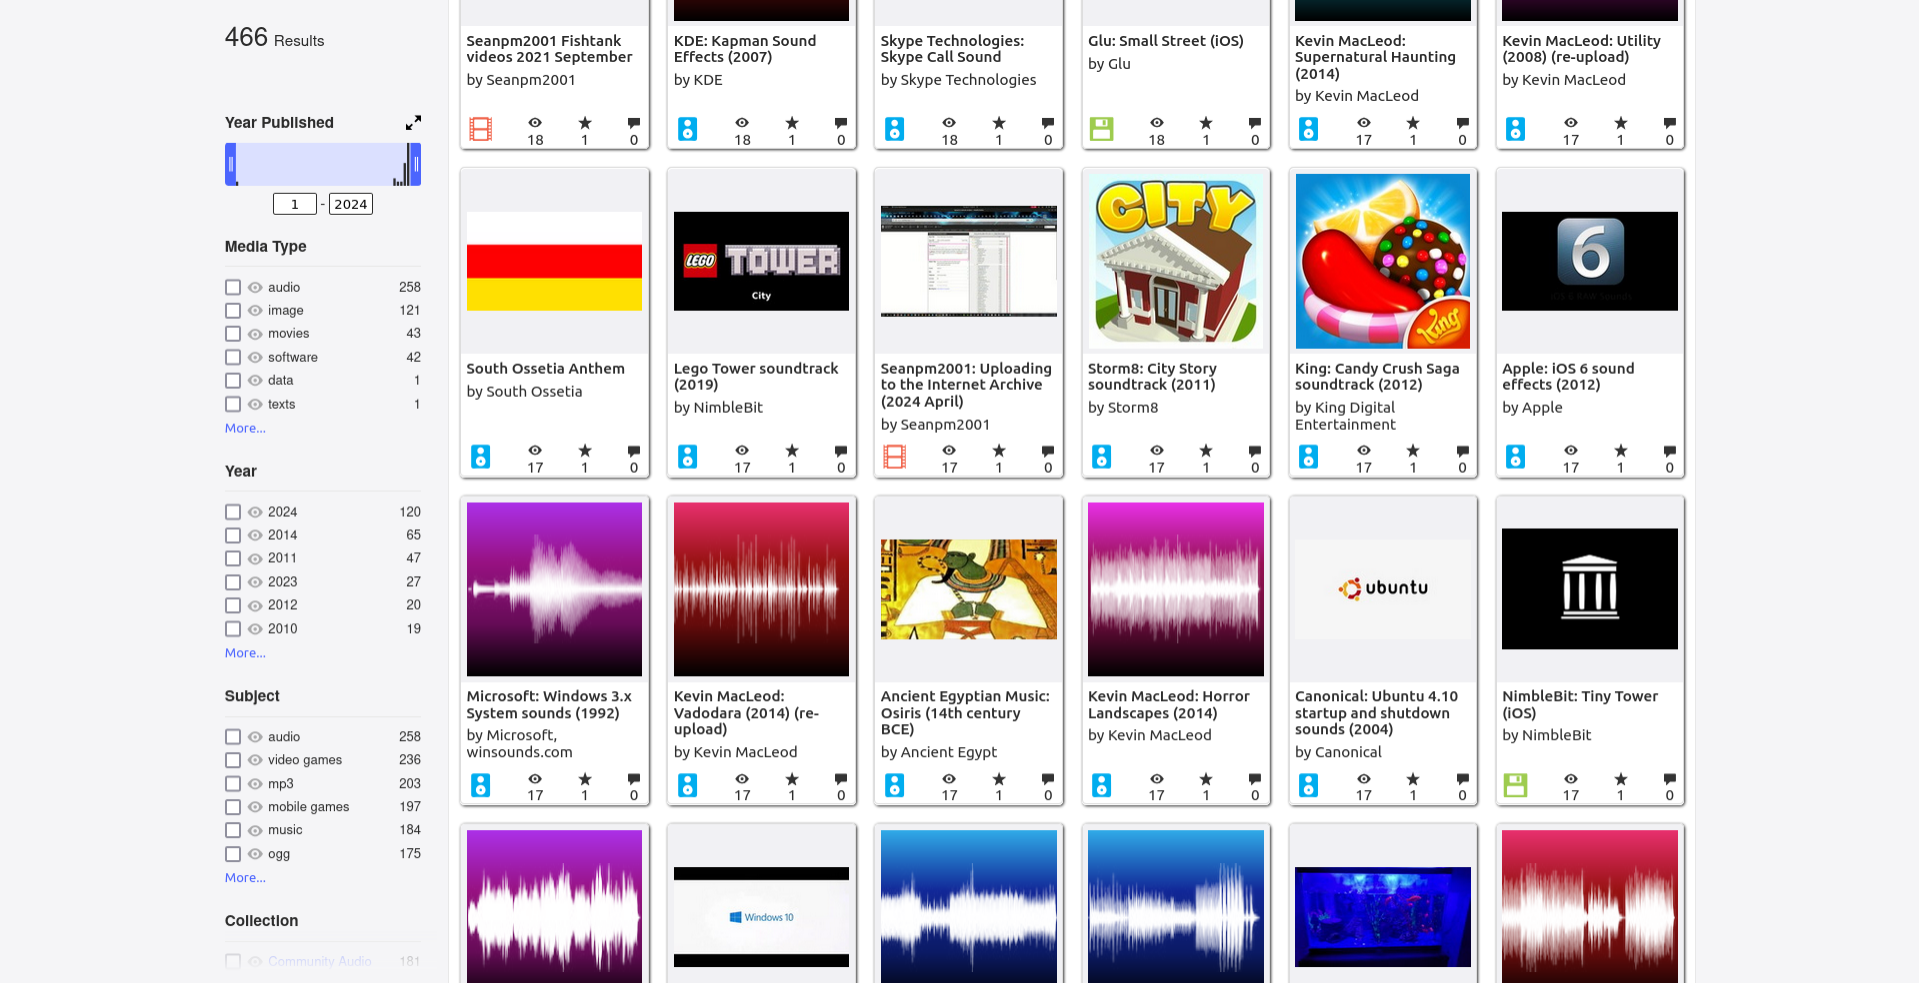 466 Results
Year Published
1 - 2024
Media Type
audio 258
image 121
movies 43
software 42
data 1
texts 1
More...
Year
2024 120
2014 65
2011 47
2023 27
2012 20
2010 19
More...
Subject
audio 258
video games 236
mp3 203
mobile games 197
music 184
ogg 175
More...
Collection
Community Audio 181
Seanpm2001 Fishtank
videos 2021 September
by Seanpm2001
18 1 0
KDE: Kapman Sound
Effects (2007)
by KDE
18 1 0
Skype Technologies:
Skype Call Sound
by Skype Technologies
18 1 0
Glu: Small Street (iOS)
by Glu
18 1 0
Kevin MacLeod:
Supernatural Haunting
(2014)
by Kevin MacLeod
17 1 0
Kevin MacLeod: Utility
(2008) (re-upload)
by Kevin MacLeod
17 1 0
South Ossetia Anthem
by South Ossetia
17 1 0
LEGO TOWER
City
Lego Tower soundtrack
(2019)
by NimbleBit
17 1 0
Seanpm2001: Uploading
to the Internet Archive
(2024 April)
by Seanpm2001
17 1 0
CITY
Storm8: City Story
soundtrack (2011)
by Storm8
17 1 0
King
King: Candy Crush Saga
soundtrack (2012)
by King Digital
Entertainment
17 1 0
6
Apple: iOS 6 sound
effects (2012)
by Apple
17 1 0
Microsoft: Windows 3.x
System sounds (1992)
by Microsoft,
winsounds.com
17 1 0
Kevin MacLeod:
Vadodara (2014) (re-
upload)
by Kevin MacLeod
17 1 0
Ancient Egyptian Music:
Osiris (14th century
BCE)
by Ancient Egypt
17 1 0
Kevin MacLeod: Horror
Landscapes (2014)
by Kevin MacLeod
17 1 0
ubuntu
Canonical: Ubuntu 4.10
startup and shutdown
sounds (2004)
by Canonical
17 1 0
NimbleBit: Tiny Tower
(iOS)
by NimbleBit
17 1 0
Windows 10